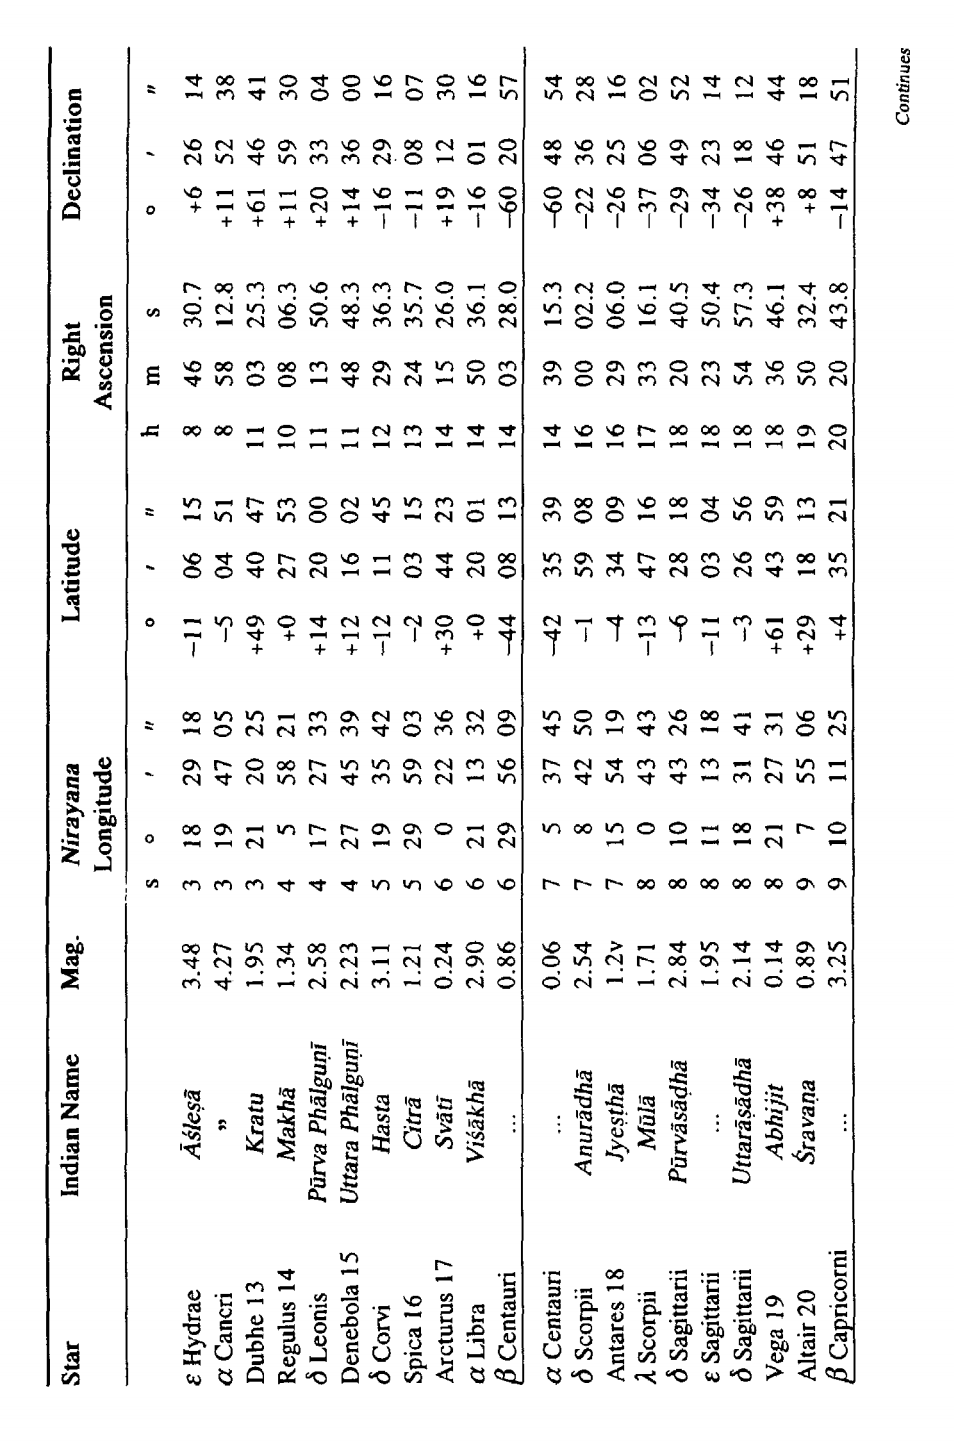 Star Indian Name Mag. Nirayana Longitude Latitude Right Ascension Declination
s ° ′ ″ ° ′ ″ h m s ° ′ ″
ε Hydrae Āśleṣā 3.48 3 18 29 18 −11 06 15 8 46 30.7 +6 26 14
α Cancri ” 4.27 3 19 47 05 −5 04 51 8 58 12.8 +11 52 38
Dubhe 13 Kratu 1.95 3 21 20 25 +49 40 47 11 03 25.3 +61 46 41
Regulus 14 Makhā 1.34 4 5 58 21 +0 27 53 10 08 06.3 +11 59 30
δ Leonis Pūrva Phālguṇī 2.58 4 17 27 33 +14 20 00 11 13 50.6 +20 33 04
Denebola 15 Uttara Phālguṇī 2.23 4 27 45 39 +12 16 02 11 48 48.3 +14 36 00
δ Corvi Hasta 3.11 5 19 35 42 −12 11 45 12 29 36.3 −16 29 16
Spica 16 Citrā 1.21 5 29 59 03 −2 03 15 13 24 35.7 −11 08 07
Arcturus 17 Svātī 0.24 6 0 22 36 +30 44 23 14 15 26.0 +19 12 30
α Libra Viśākhā 2.90 6 21 13 32 +0 20 01 14 50 36.1 −16 01 16
β Centauri ... 0.86 6 29 56 09 −44 08 13 14 03 28.0 −60 20 57
α Centauri ... 0.06 7 5 37 45 −42 35 39 14 39 15.3 −60 48 54
δ Scorpii Anurādhā 2.54 7 8 42 50 −1 59 08 16 00 02.2 −22 36 28
Antares 18 Jyeṣṭhā 1.2v 7 15 54 19 −4 34 09 16 29 06.0 −26 25 16
λ Scorpii Mūlā 1.71 8 0 43 43 −13 47 16 17 33 16.1 −37 06 02
δ Sagittarii Pūrvāsāḍhā 2.84 8 10 43 26 −6 28 18 18 20 40.5 −29 49 52
ε Sagittarii ... 1.95 8 11 13 18 −11 03 04 18 23 50.4 −34 23 14
δ Sagittarii Uttarāṣāḍhā 2.14 8 18 31 41 −3 26 56 18 54 57.3 −26 18 12
Vega 19 Abhijit 0.14 8 21 27 31 +61 43 59 18 36 46.1 +38 46 44
Altair 20 Śravaṇa 0.89 9 7 55 06 +29 18 13 19 50 32.4 +8 51 18
β Capricorni ... 3.25 9 10 11 25 +4 35 21 20 20 43.8 −14 47 51
Continues